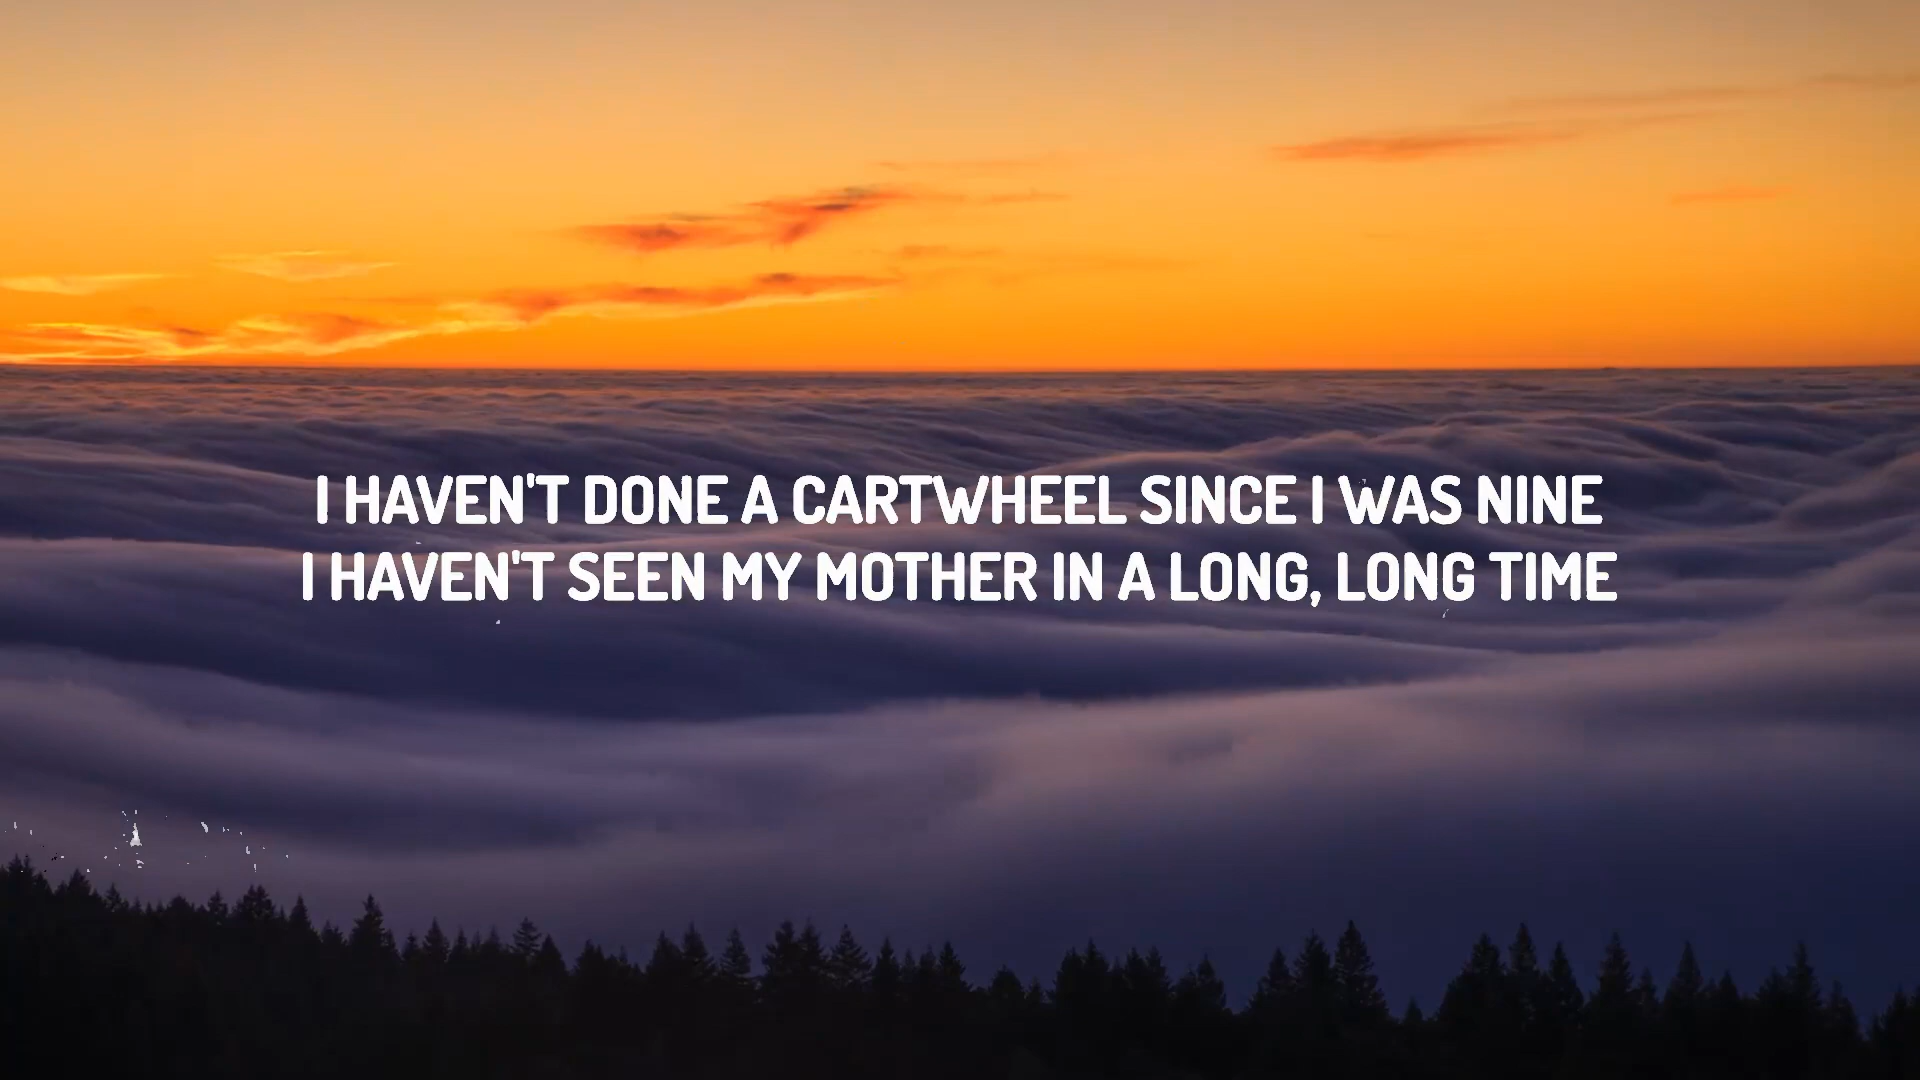 I HAVEN'T DONE A CARTWHEEL SINCE I WAS NINE
I HAVEN'T SEEN MY MOTHER IN A LONG, LONG TIME